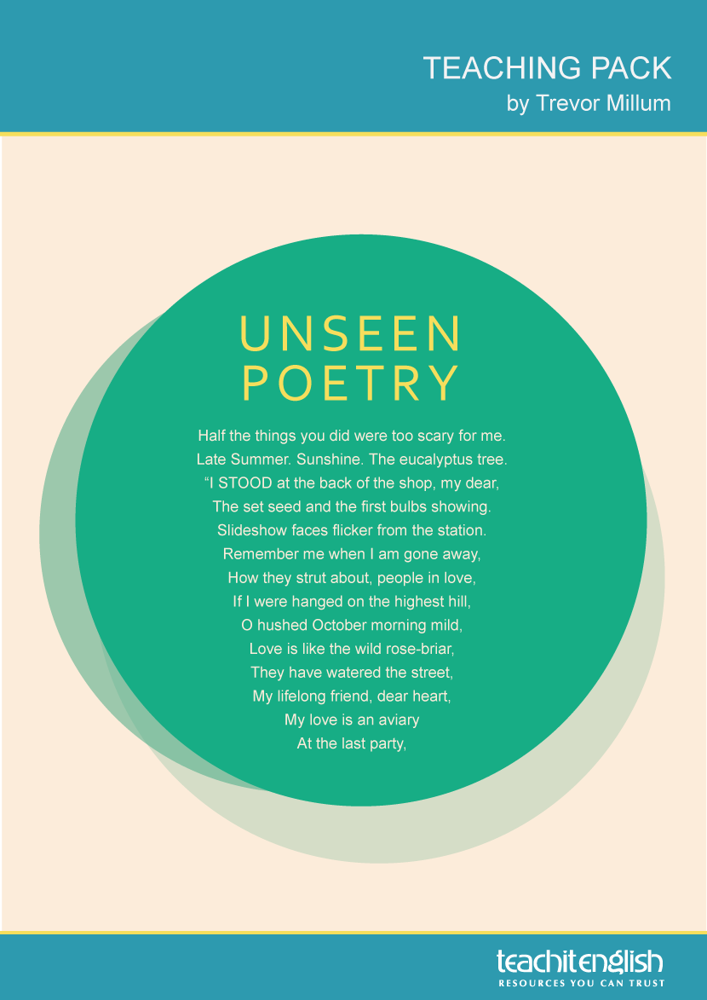 TEACHING PACK
by Trevor Millum
UNSEEN
POETRY
Half the things you did were too scary for me.
Late Summer. Sunshine. The eucalyptus tree.
“I STOOD at the back of the shop, my dear,
The set seed and the first bulbs showing.
Slideshow faces flicker from the station.
Remember me when I am gone away,
How they strut about, people in love,
If I were hanged on the highest hill,
O hushed October morning mild,
Love is like the wild rose-briar,
They have watered the street,
My lifelong friend, dear heart,
My love is an aviary
At the last party,
teachit english
RESOURCES YOU CAN TRUST